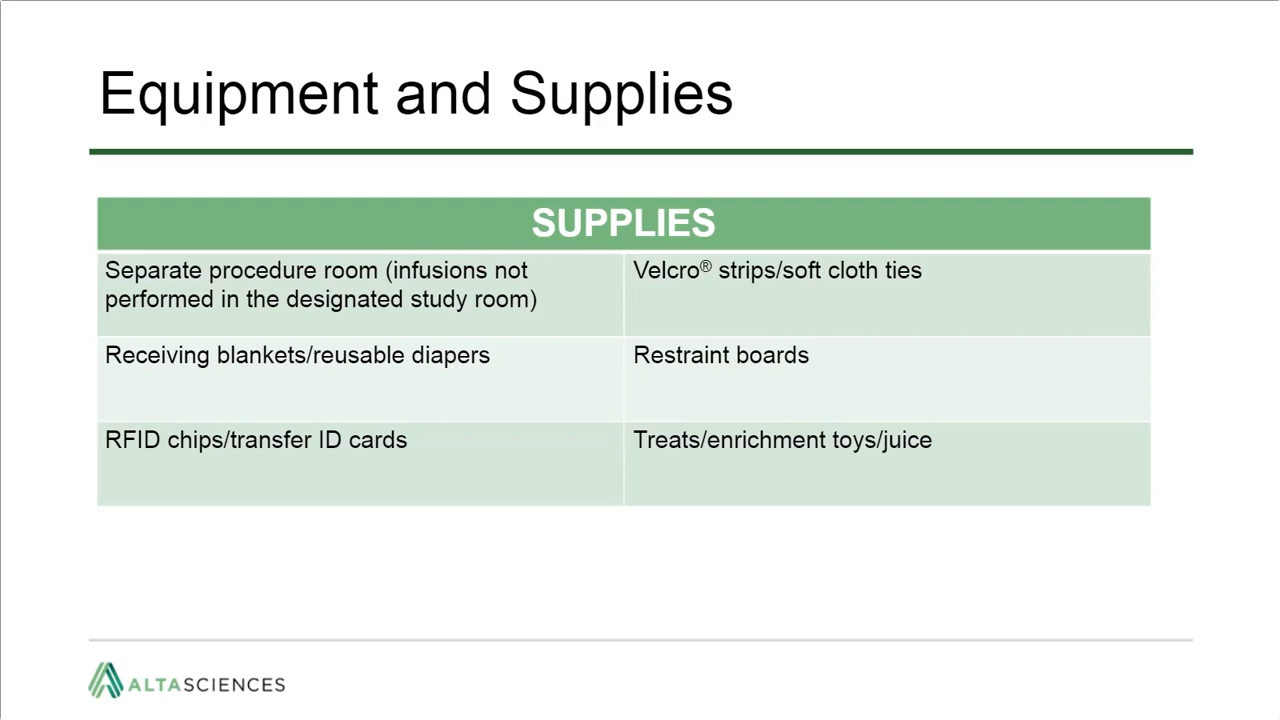 Equipment and Supplies
SUPPLIES
Separate procedure room (infusions not
performed in the designated study room)
Velcro® strips/soft cloth ties
Receiving blankets/reusable diapers
Restraint boards
RFID chips/transfer ID cards
Treats/enrichment toys/juice
ALTASCIENCES